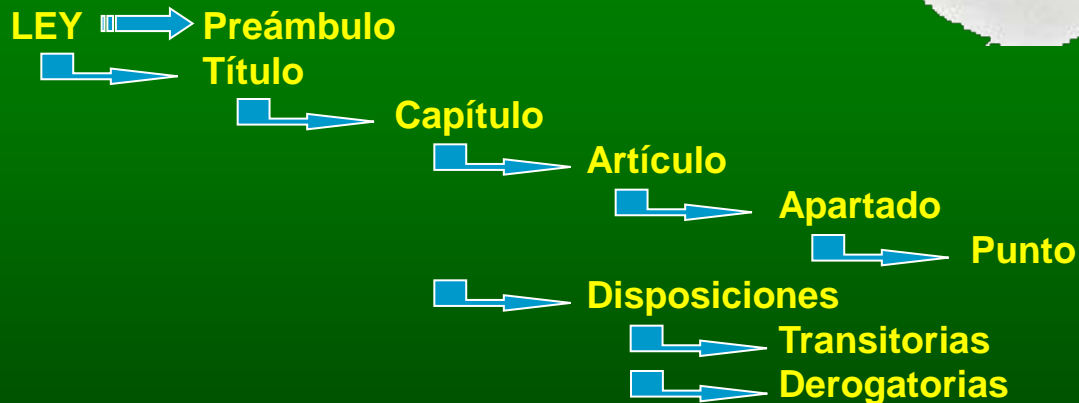 LEY Preámbulo
Título
Capítulo
Artículo
Apartado
Punto
Disposiciones
Transitorias
Derogatorias